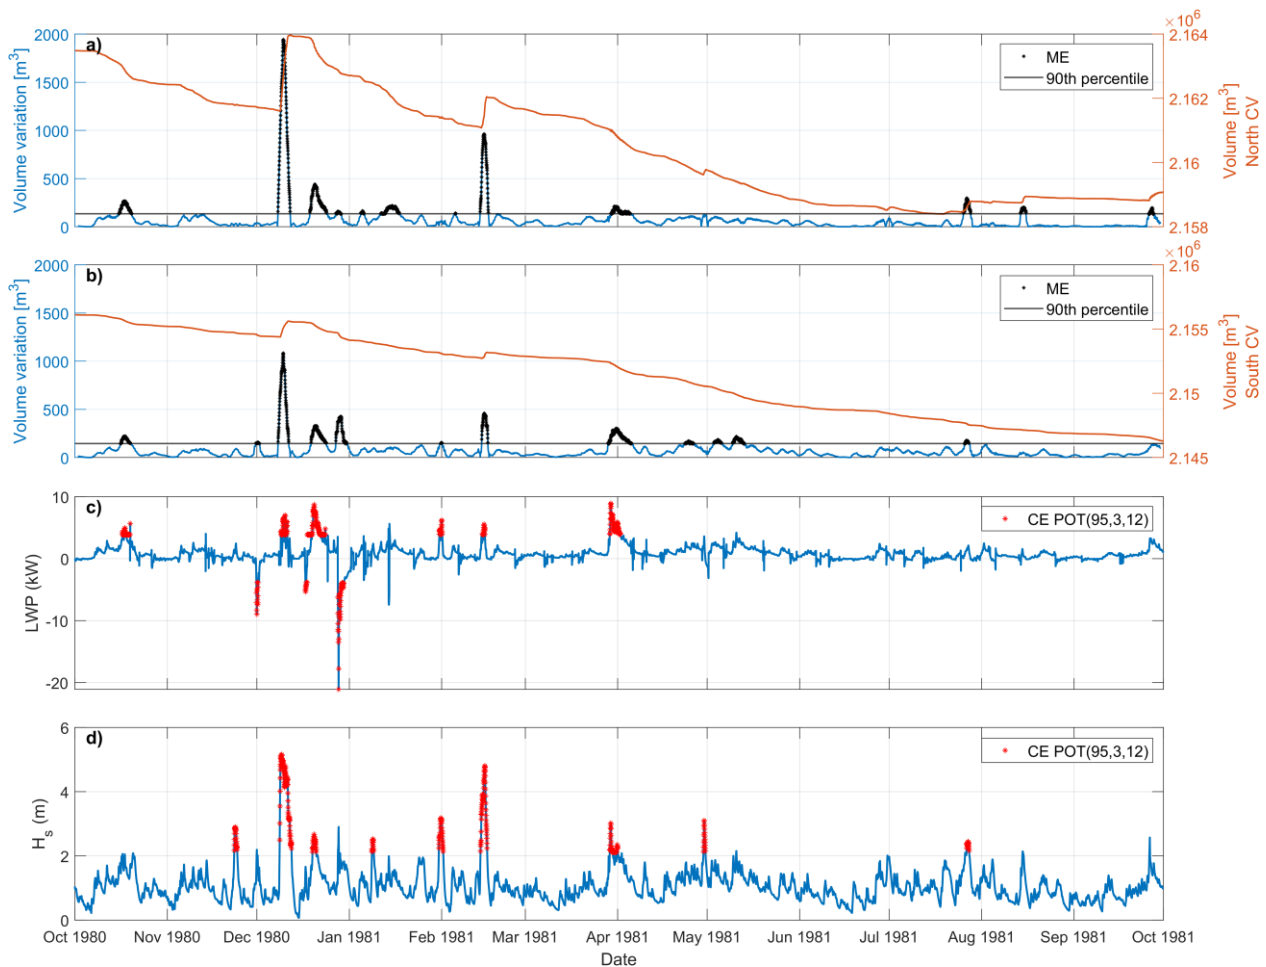 a)
×10⁶
2000
1500
1000
500
0
Volume variation [m³]
ME
90th percentile
2.164
2.162
2.16
2.158
Volume [m³]
North CV
b)
×10⁶
2000
1500
1000
500
0
Volume variation [m³]
ME
90th percentile
2.16
2.155
2.15
2.145
Volume [m³]
South CV
c)
10
0
-10
-20
LWP (kW)
CE POT(95,3,12)
d)
6
4
2
0
Hs (m)
CE POT(95,3,12)
Oct 1980 Nov 1980 Dec 1980 Jan 1981 Feb 1981 Mar 1981 Apr 1981 May 1981 Jun 1981 Jul 1981 Aug 1981 Sep 1981 Oct 1981
Date